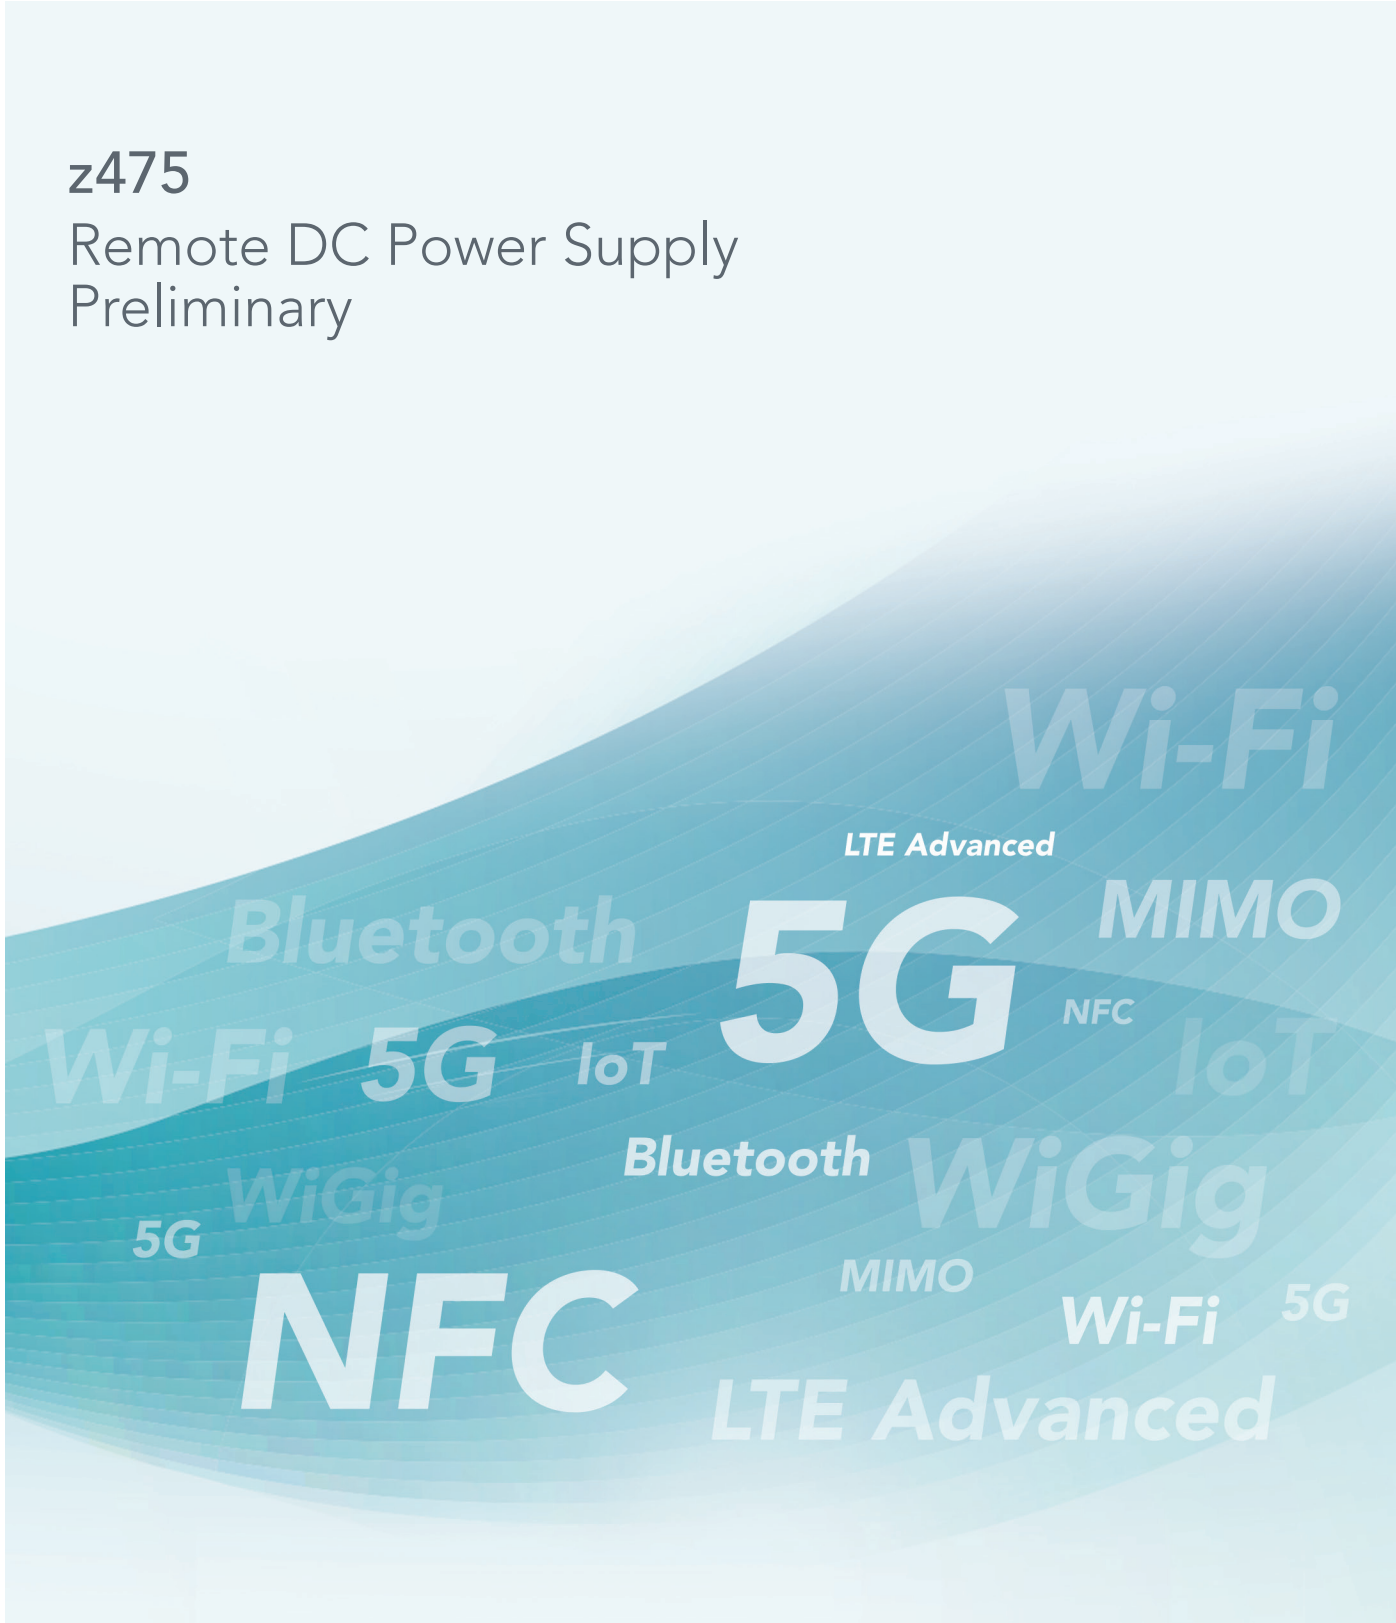 z475
Remote DC Power Supply
Preliminary
Wi-Fi
LTE Advanced
MIMO
Bluetooth
5G
NFC
Wi-Fi
5G
IoT
IoT
Bluetooth
WiGig
WiGig
5G
MIMO
NFC
Wi-Fi
5G
LTE Advanced